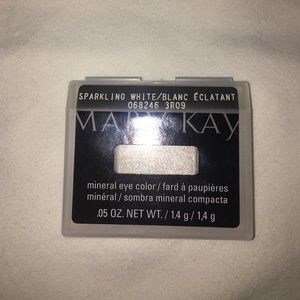 SPARKLING WHITE/BLANC ÉCLATANT
068246 3R09
MARY KAY
mineral eye color / fard à paupières
minéral / sombra mineral compacta
.05 OZ. NET WT. / 1.4 g / 1,4 g